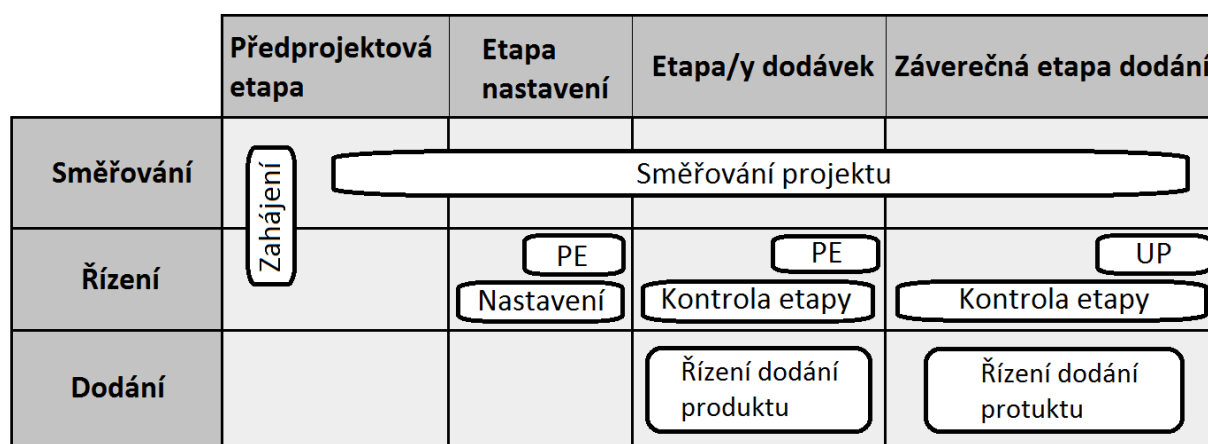 Předprojektová
etapa
Etapa
nastavení
Etapa/y dodávek
Záverečná etapa dodání
Směřování
Zahájení
Směřování projektu
Řízení
PE
PE
UP
Nastavení
Kontrola etapy
Kontrola etapy
Dodání
Řízení dodání
produktu
Řízení dodání
protuktu